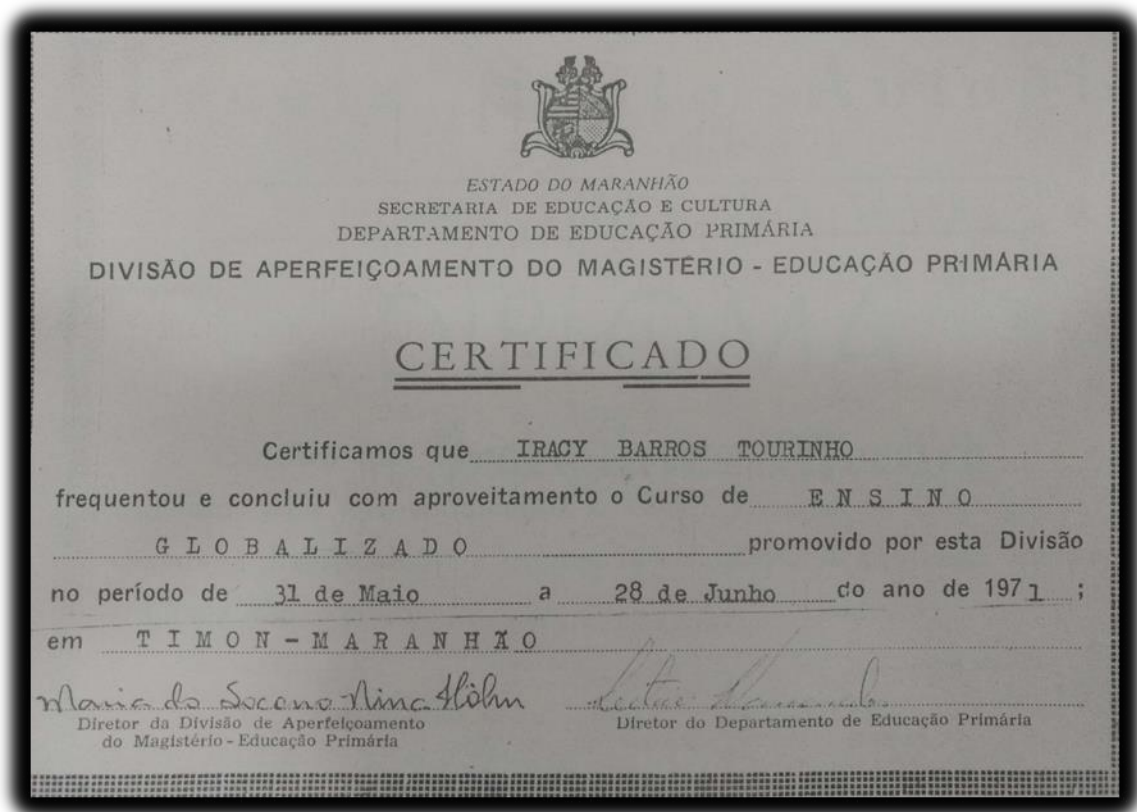 ESTADO DO MARANHÃO
SECRETARIA DE EDUCAÇÃO E CULTURA
DEPARTAMENTO DE EDUCAÇÃO PRIMÁRIA
DIVISÃO DE APERFEIÇOAMENTO DO MAGISTÉRIO - EDUCAÇÃO PRIMÁRIA
CERTIFICADO
Certificamos que IRACY BARROS TOURINHO
frequentou e concluiu com aproveitamento o Curso de E N S I N O
G L O B A L I Z A D O promovido por esta Divisão
no período de 31 de Maio a 28 de Junho do ano de 1971 ;
em T I M O N - M A R A N H Ã O
Maria do Socorro Nina Höhn
Diretor da Divisão de Aperfeiçoamento Diretor do Departamento de Educação Primária
do Magistério - Educação Primária